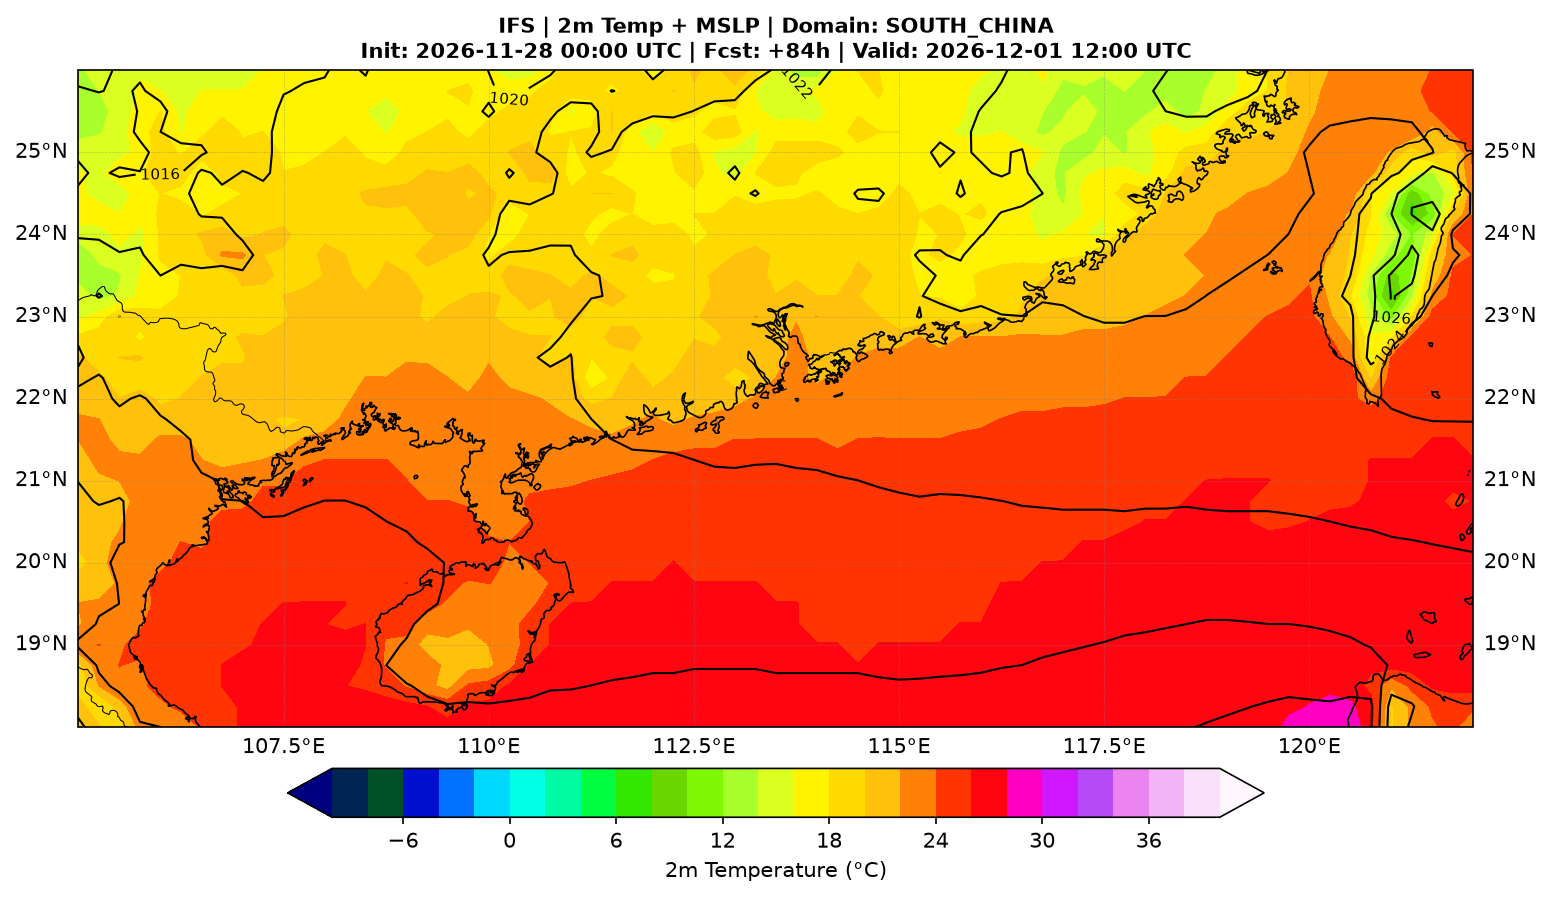 IFS | 2m Temp + MSLP | Domain: SOUTH_CHINA
Init: 2026-11-28 00:00 UTC | Fcst: +84h | Valid: 2026-12-01 12:00 UTC
1022
1020
25°N
25°N
1016
24°N
24°N
23°N
1026
23°N
1024
22°N
22°N
21°N
21°N
20°N
20°N
19°N
19°N
107.5°E
110°E
112.5°E
115°E
117.5°E
120°E
−6
0
6
12
18
24
30
36
2m Temperature (°C)